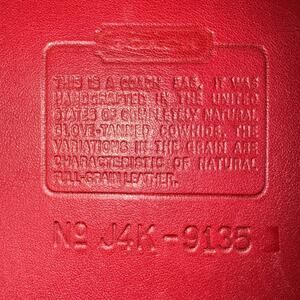 THIS IS A COACH BAG. IT WAS
HANDCRAFTED IN THE UNITED
STATES OF COMPLETELY NATURAL
GLOVE-TANNED COWHIDE. THE
VARIATIONS IN THE GRAIN ARE
CHARACTERISTIC OF NATURAL
FULL-GRAIN LEATHER.
No J4K-9135